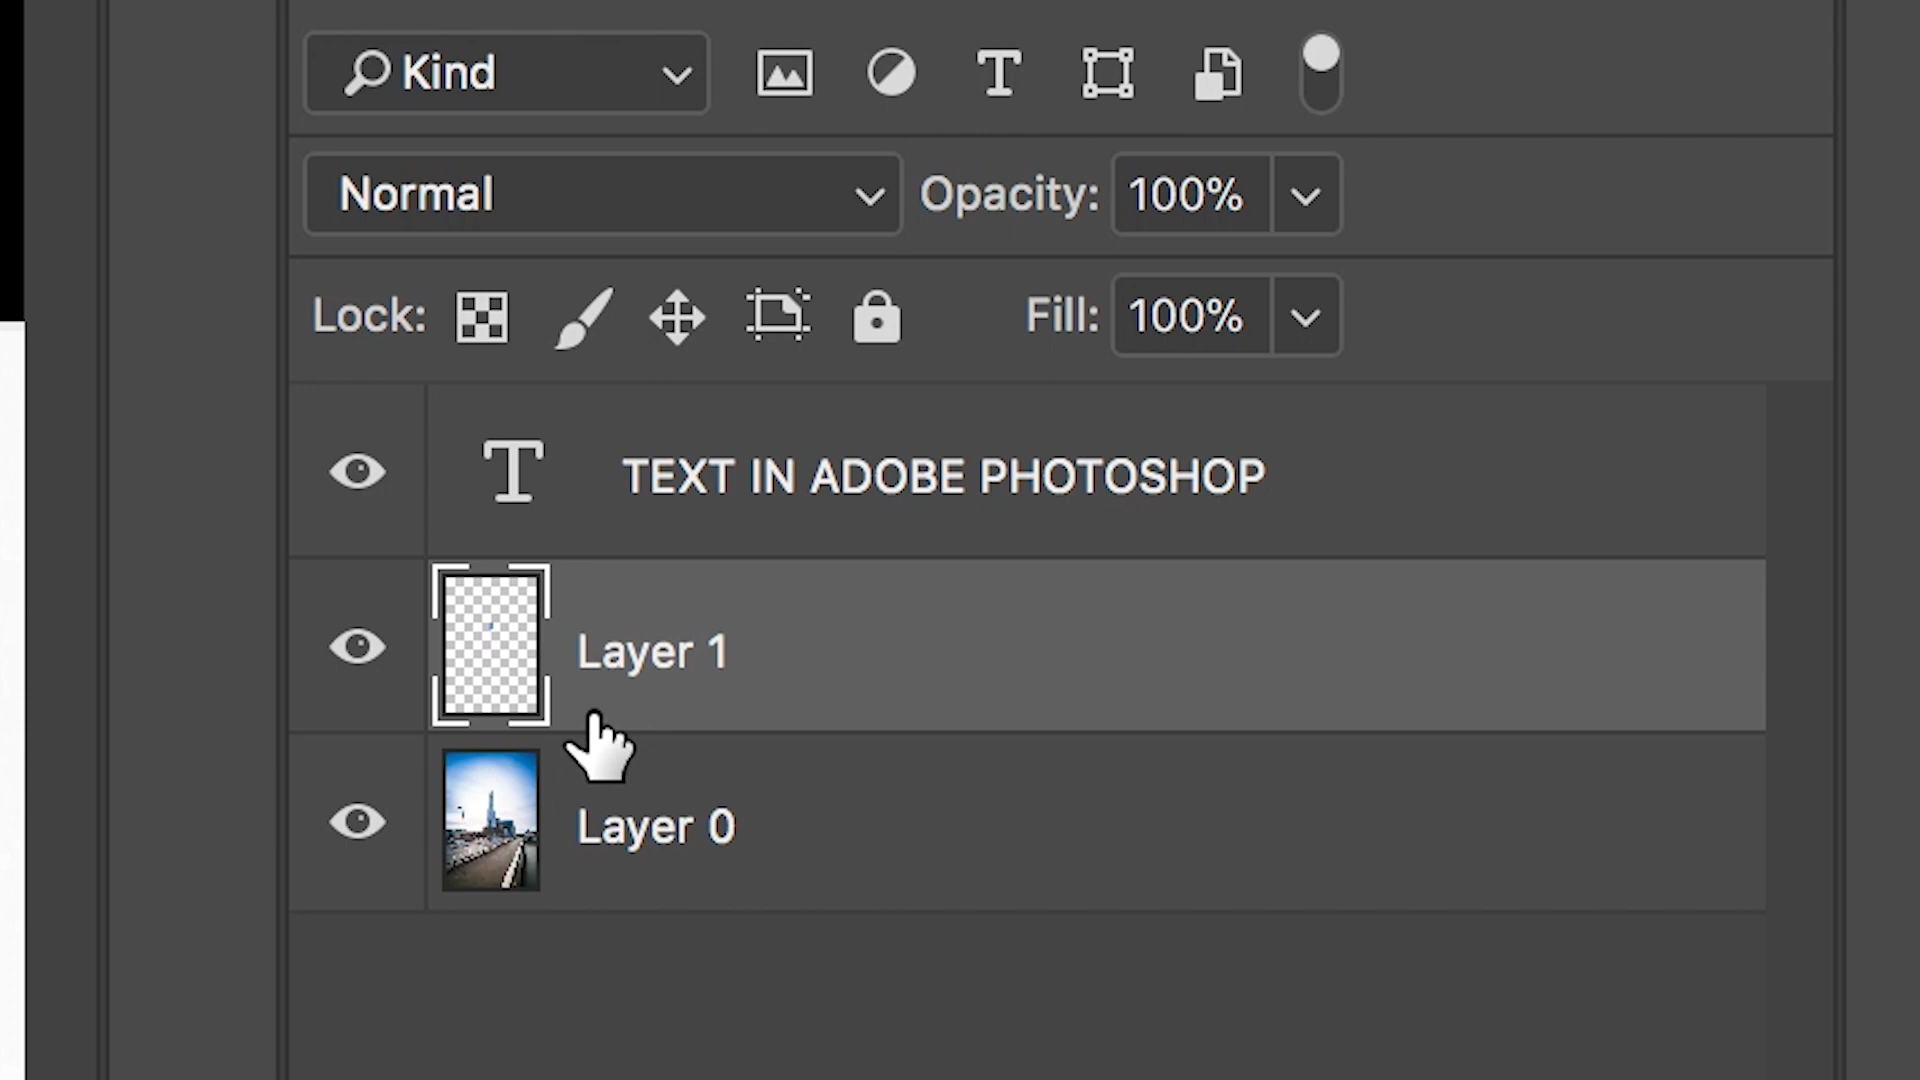 Kind
Normal Opacity: 100%
Lock: Fill: 100%
TEXT IN ADOBE PHOTOSHOP
Layer 1
Layer 0